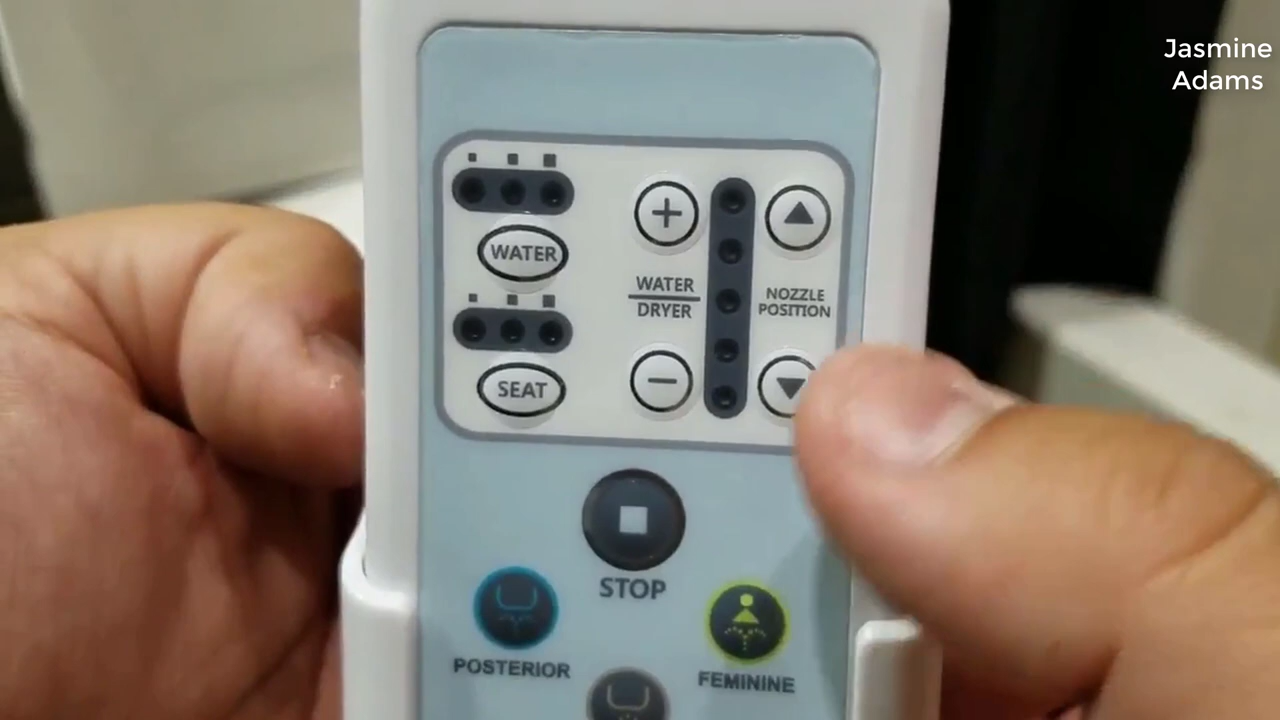 Jasmine
Adams
WATER
WATER
DRYER
NOZZLE
POSITION
SEAT
STOP
POSTERIOR
FEMININE